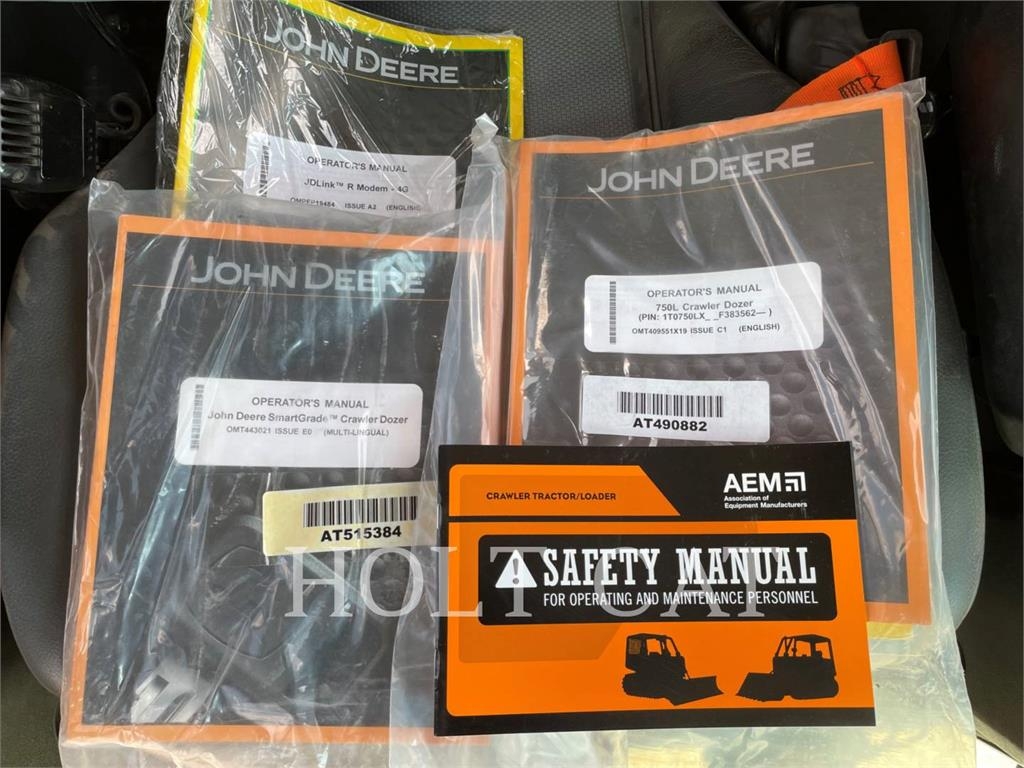 JOHN DEERE
OPERATOR'S MANUAL
JDLink™ R Modem - 4G
OMPFP19484 ISSUE A2 (ENGLISH)
JOHN DEERE
OPERATOR'S MANUAL
750L Crawler Dozer
(PIN: 1T0750LX_ _F383562— )
OMT409551X19 ISSUE C1 (ENGLISH)
AT490882
JOHN DEERE
OPERATOR'S MANUAL
John Deere SmartGrade™ Crawler Dozer
OMT443021 ISSUE E0 (MULTI-LINGUAL)
AT515384
CRAWLER TRACTOR/LOADER
AEM
Association of
Equipment Manufacturers
SAFETY MANUAL
FOR OPERATING AND MAINTENANCE PERSONNEL
HOLT CAT